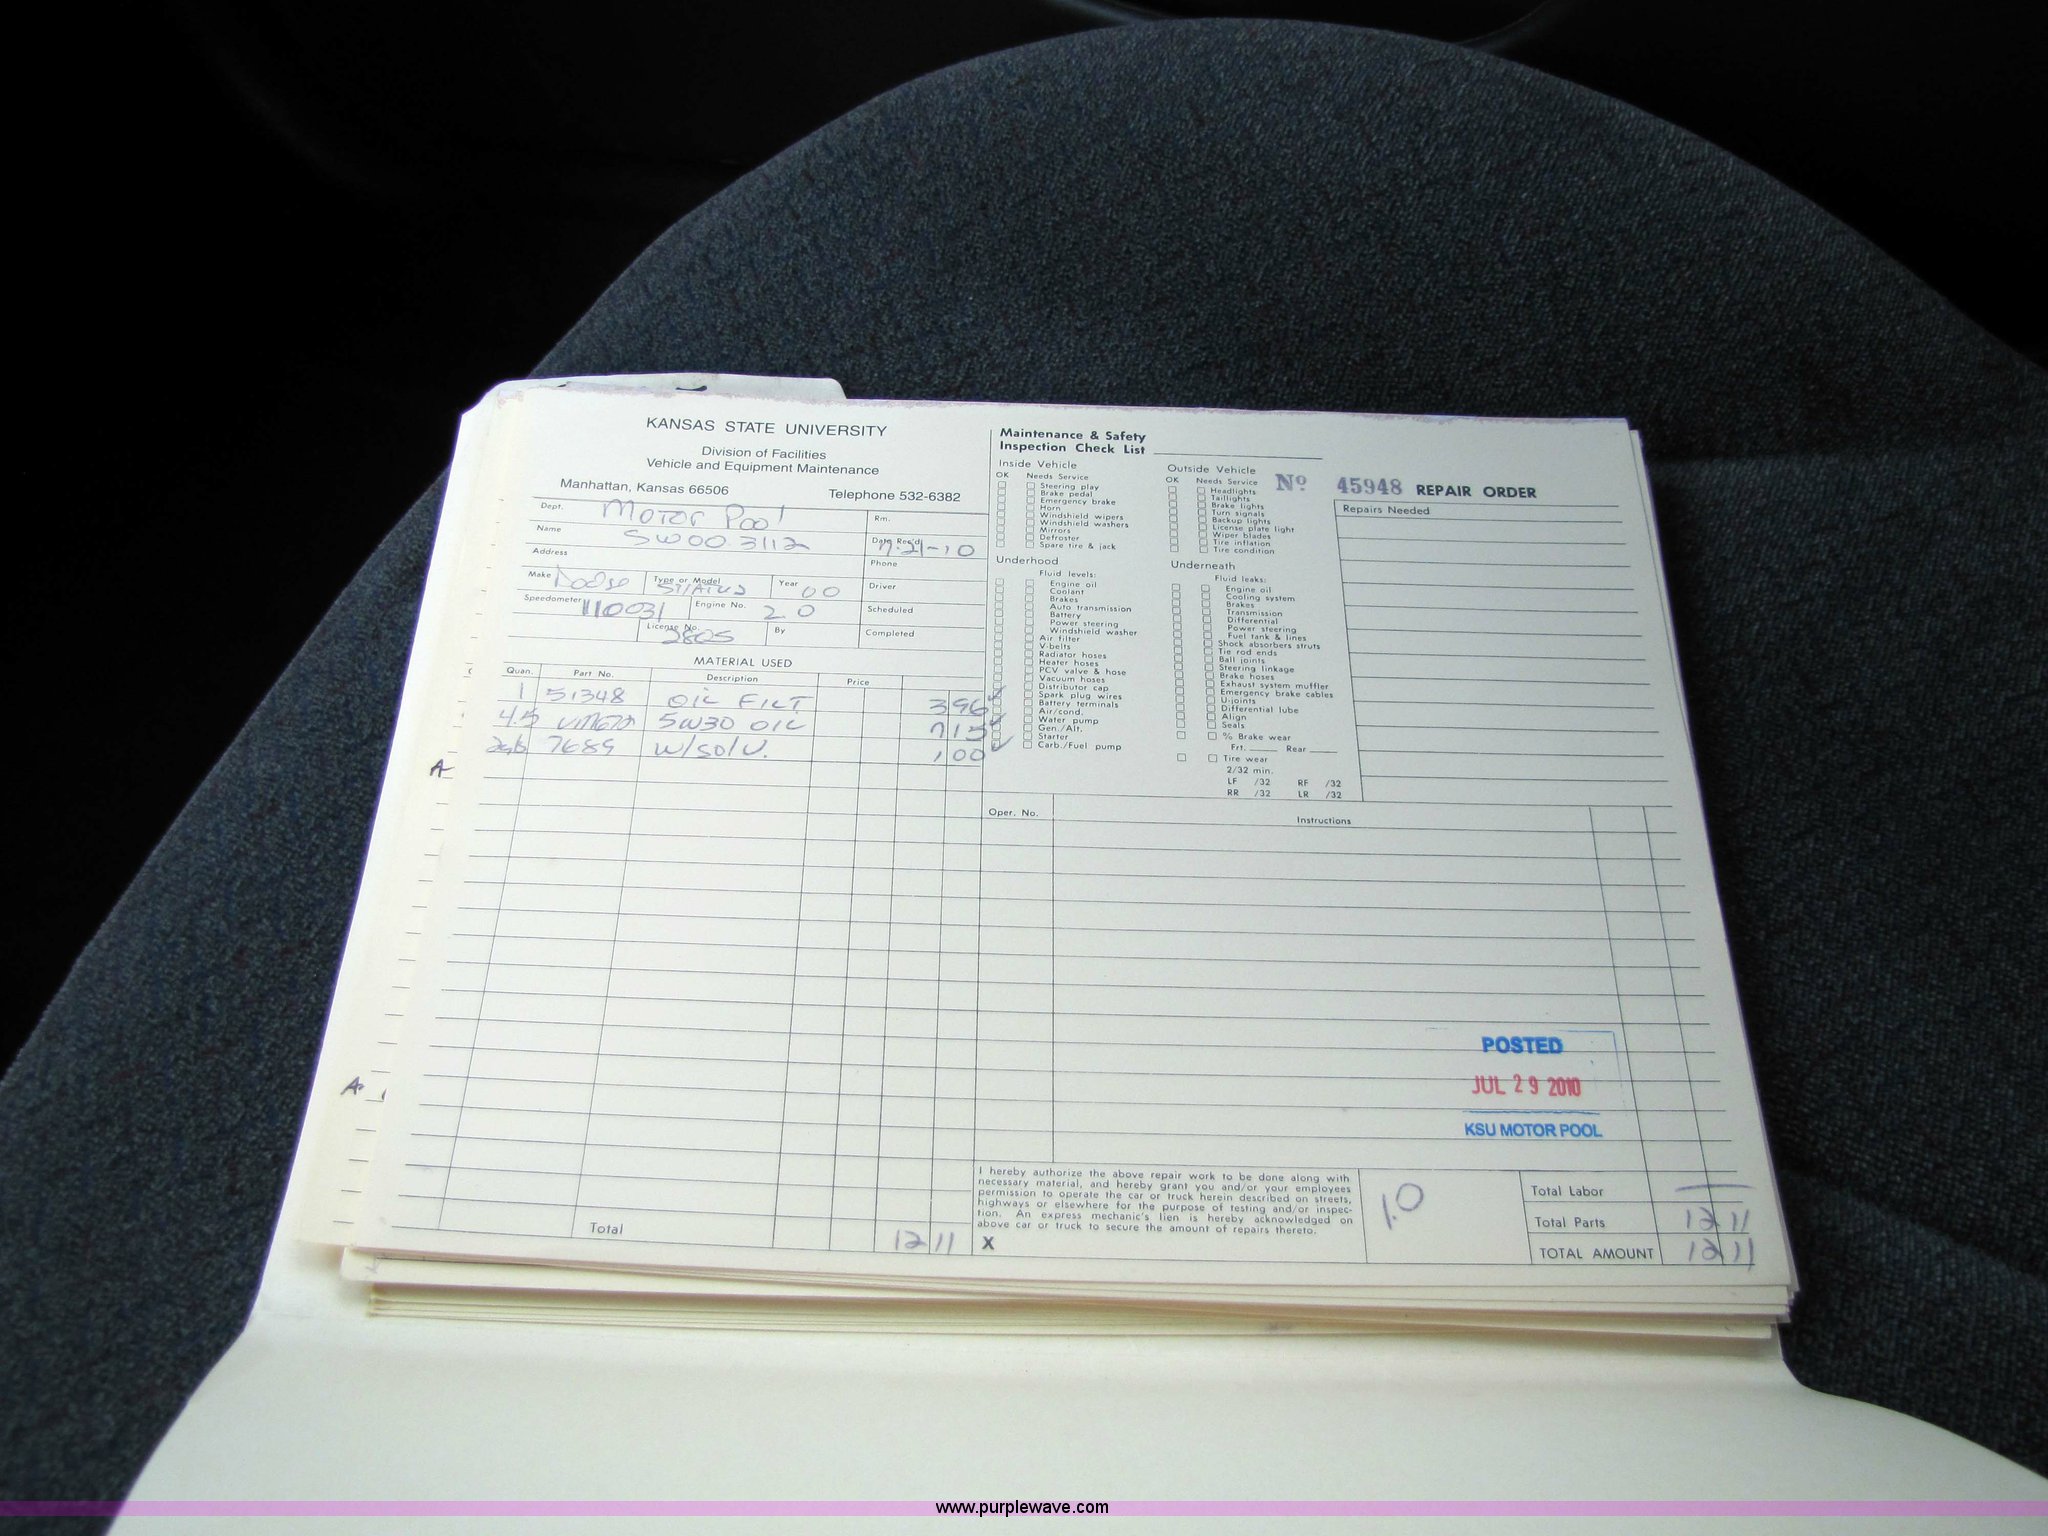 KANSAS STATE UNIVERSITY
Division of Facilities
Vehicle and Equipment Maintenance
Manhattan, Kansas 66506 Telephone 532-6382
Dept. Motor Pool Rm.
Name SW00 3112 Date Rec'd 7-21-10
Address Phone
Make Dodge Type or Model Stratus Year 00 Driver
Speedometer 110031 Engine No. 2.0 Scheduled
License No. 2805 By Completed
MATERIAL USED
Quan. Part No. Description Price
1 51348 OIL FILT 3 96
4.5 5W30 OIL 7 15
7689 W/SOLV. 1 00
A
A
Total 12 11
Maintenance & Safety
Inspection Check List
Inside Vehicle
OK Needs Service
Steering play
Brake pedal
Emergency brake
Horn
Windshield wipers
Windshield washers
Mirrors
Defroster
Spare tire & jack
Underhood
Fluid levels:
Engine oil
Coolant
Brakes
Auto transmission
Battery
Power steering
Windshield washer
Air filter
V-belts
Radiator hoses
Heater hoses
PCV valve & hose
Vacuum hoses
Distributor cap
Spark plug wires
Battery terminals
Air/cond.
Water pump
Gen./Alt.
Starter
Carb./Fuel pump
Outside Vehicle
OK Needs Service
Headlights
Taillights
Brake lights
Turn signals
Backup lights
License plate light
Wiper blades
Tire inflation
Tire condition
Underneath
Fluid leaks:
Engine oil
Cooling system
Brakes
Transmission
Differential
Power steering
Fuel tank & lines
Shock absorbers struts
Tie rod ends
Ball joints
Steering linkage
Brake hoses
Exhaust system muffler
Emergency brake cables
U-joints
Differential lube
Align
Seals
% Brake wear
Frt. Rear
Tire wear
2/32 min.
LF /32 RF /32
RR /32 LR /32
No 45948 REPAIR ORDER
Repairs Needed
Oper. No. Instructions
POSTED
JUL 29 2010
KSU MOTOR POOL
I hereby authorize the above repair work to be done along with
necessary material, and hereby grant you and/or your employees
permission to operate the car or truck herein described on streets,
highways or elsewhere for the purpose of testing and/or inspec-
tion. An express mechanic's lien is hereby acknowledged on
above car or truck to secure the amount of repairs thereto.
X
1.0
Total Labor
Total Parts 12 11
TOTAL AMOUNT 12 11
www.purplewave.com